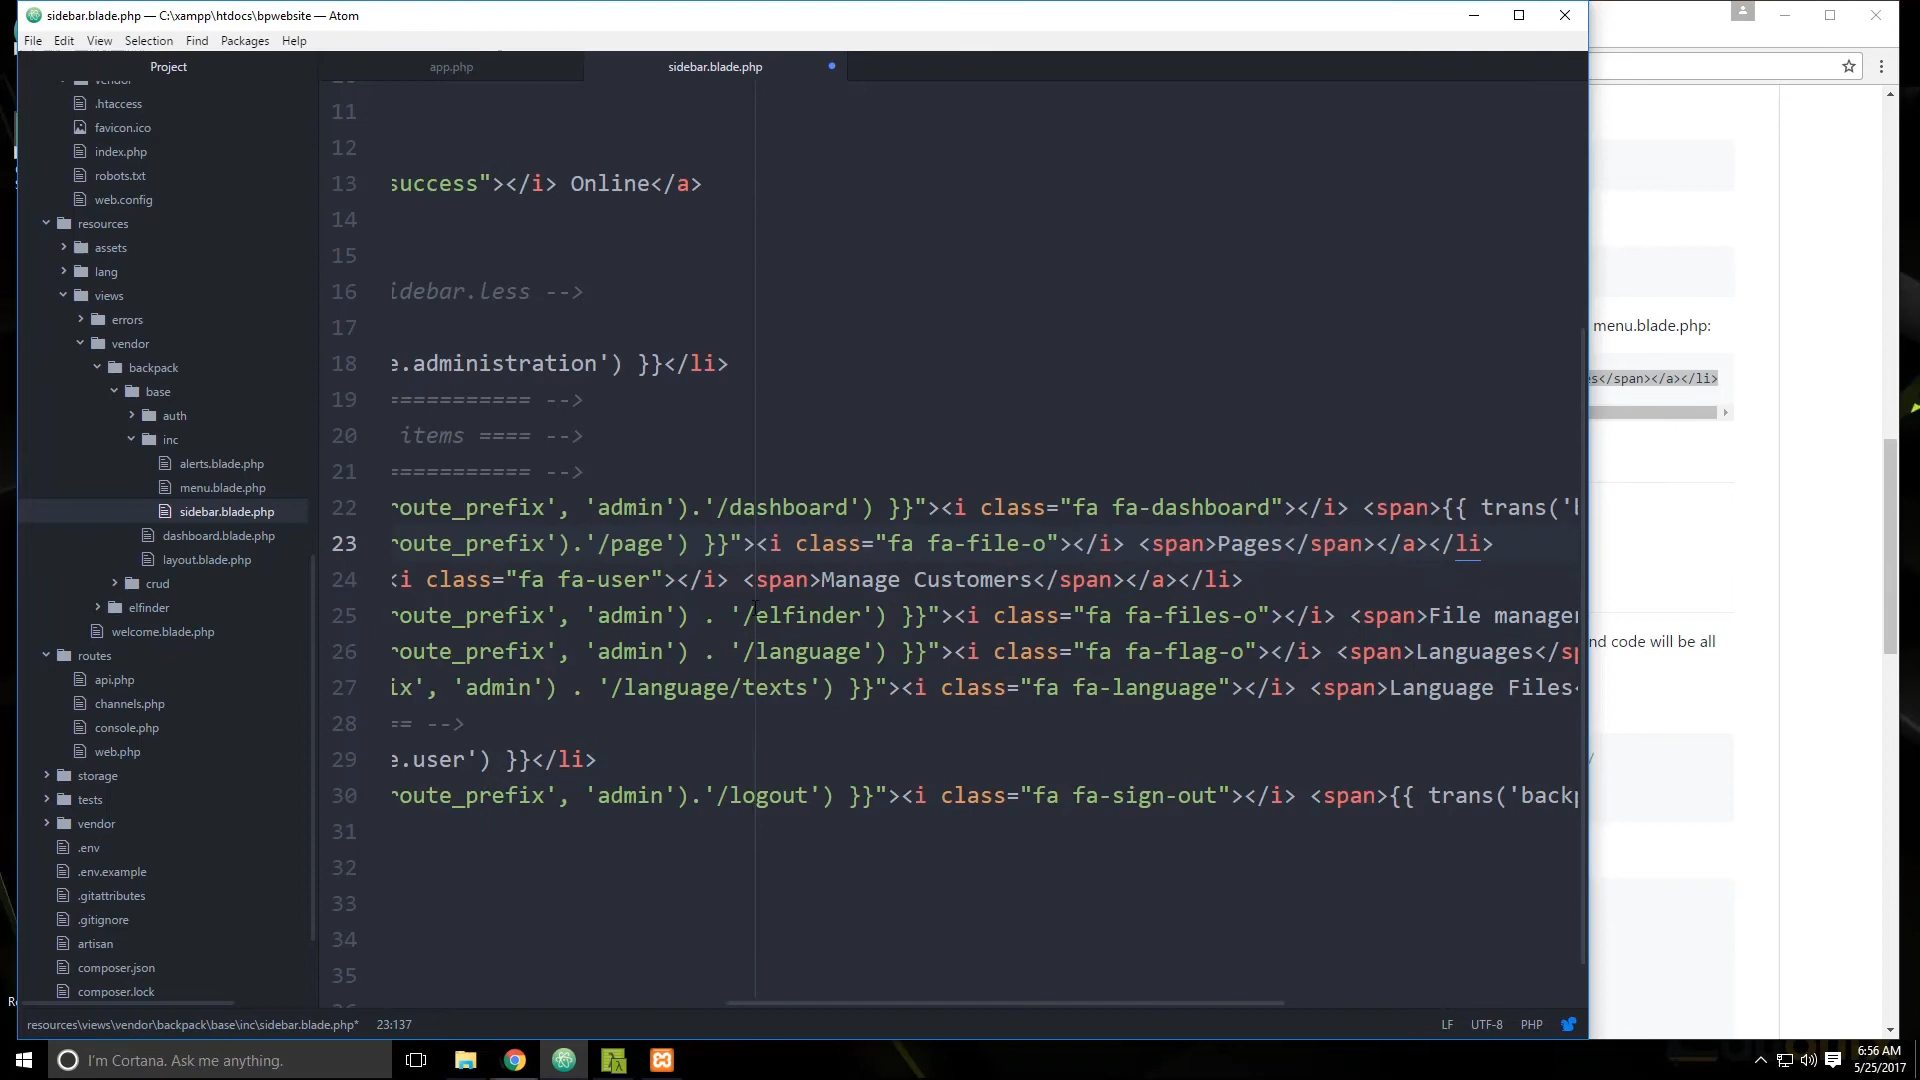 sidebar.blade.php — C:\xampp\htdocs\bpwebsite — Atom
File Edit View Selection Find Packages Help
Project
app.php
sidebar.blade.php
vendor
.htaccess
favicon.ico
index.php
robots.txt
web.config
resources
assets
lang
views
errors
vendor
backpack
base
auth
inc
alerts.blade.php
menu.blade.php
sidebar.blade.php
dashboard.blade.php
layout.blade.php
crud
elfinder
welcome.blade.php
routes
api.php
channels.php
console.php
web.php
storage
tests
vendor
.env
.env.example
.gitattributes
.gitignore
artisan
composer.json
composer.lock
11
12
13 success"></i> Online</a>
14
15
16 idebar.less -->
17
18 e.administration') }}</li>
19 =========== -->
20 items ==== -->
21 =========== -->
22 route_prefix', 'admin').'/dashboard') }}"><i class="fa fa-dashboard"></i> <span>{{ trans('b
23 route_prefix').'/page') }}"><i class="fa fa-file-o"></i> <span>Pages</span></a></li>
24 <i class="fa fa-user"></i> <span>Manage Customers</span></a></li>
25 route_prefix', 'admin') . '/elfinder') }}"><i class="fa fa-files-o"></i> <span>File manager
26 route_prefix', 'admin') . '/language') }}"><i class="fa fa-flag-o"></i> <span>Languages</sp
27 ix', 'admin') . '/language/texts') }}"><i class="fa fa-language"></i> <span>Language Files<
28 == -->
29 e.user') }}</li>
30 route_prefix', 'admin').'/logout') }}"><i class="fa fa-sign-out"></i> <span>{{ trans('backp
31
32
33
34
35
menu.blade.php:
es</span></a></li>
nd code will be all
resources\views\vendor\backpack\base\inc\sidebar.blade.php* 23:137
LF UTF-8 PHP
I'm Cortana. Ask me anything.
6:56 AM
5/25/2017